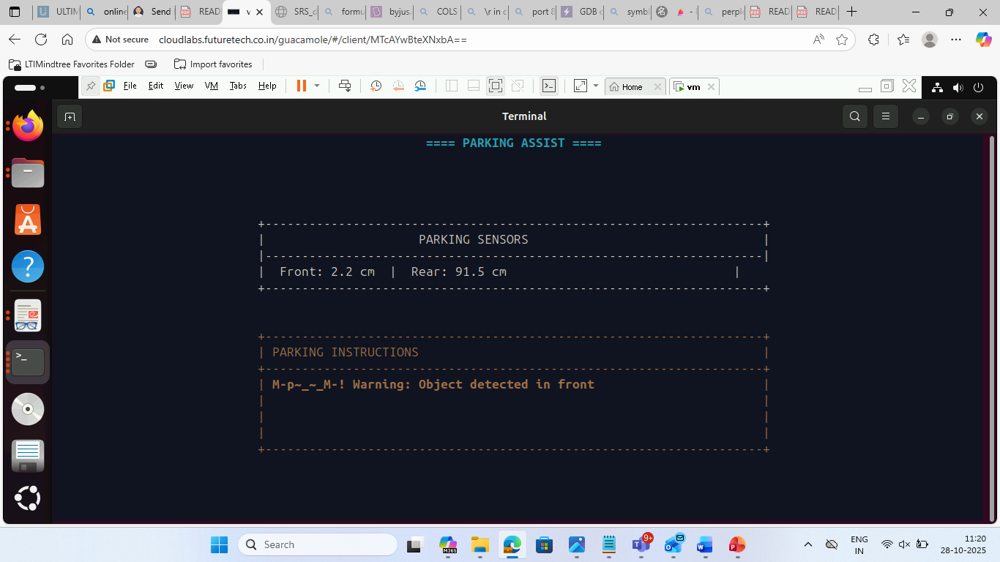 ULTIM
online
Send
READ
v
SRS_d
formu
byjus.
COLS
\r in c
port 8
GDB c
symb
perple
READ
READ
Not secure
cloudlabs.futuretech.co.in/guacamole/#/client/MTcAYwBteXNxbA==
LTIMindtree Favorites Folder
Import favorites
File Edit View VM Tabs Help
Home
vm
Terminal
==== PARKING ASSIST ====
+--------------------------------------------------------------------+
| PARKING SENSORS |
|--------------------------------------------------------------------|
| Front: 2.2 cm | Rear: 91.5 cm |
+--------------------------------------------------------------------+
+--------------------------------------------------------------------+
| PARKING INSTRUCTIONS |
+--------------------------------------------------------------------+
| M-p~_~_M-! Warning: Object detected in front |
| |
| |
| |
+--------------------------------------------------------------------+
Search
M365
9+
ENG
IN
11:20
28-10-2025